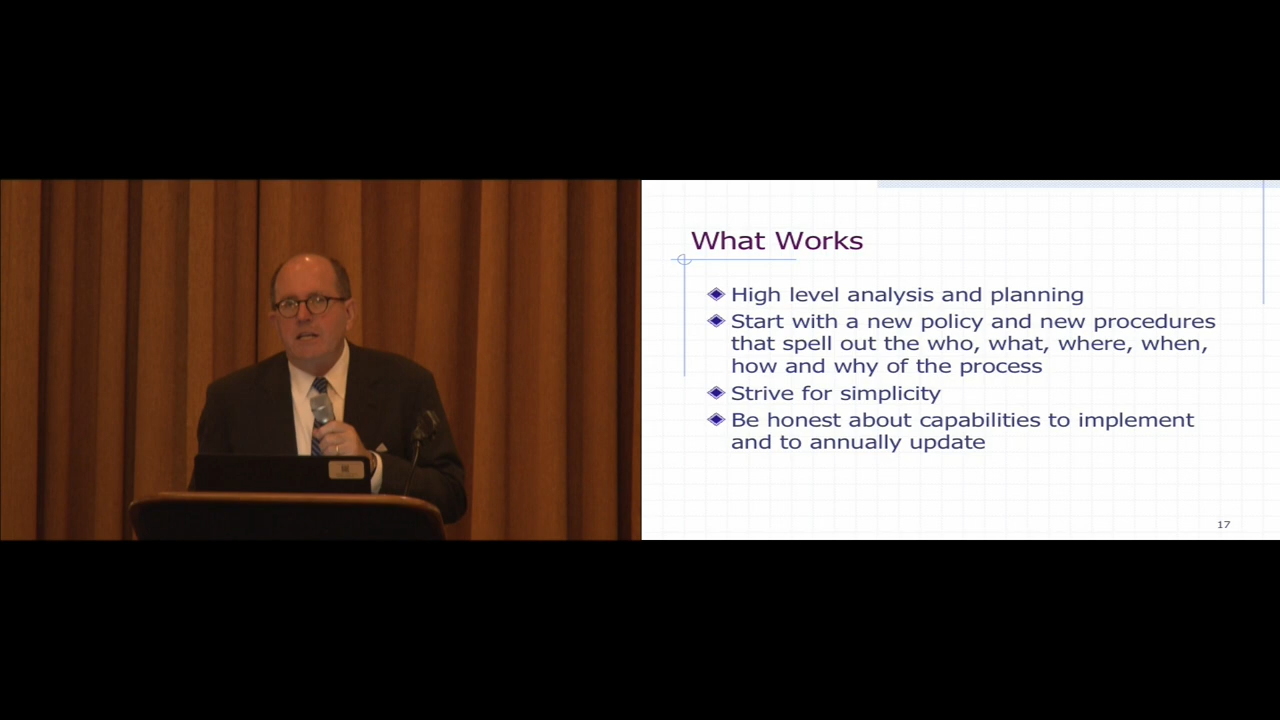 What Works
High level analysis and planning
Start with a new policy and new procedures
that spell out the who, what, where, when,
how and why of the process
Strive for simplicity
Be honest about capabilities to implement
and to annually update
17